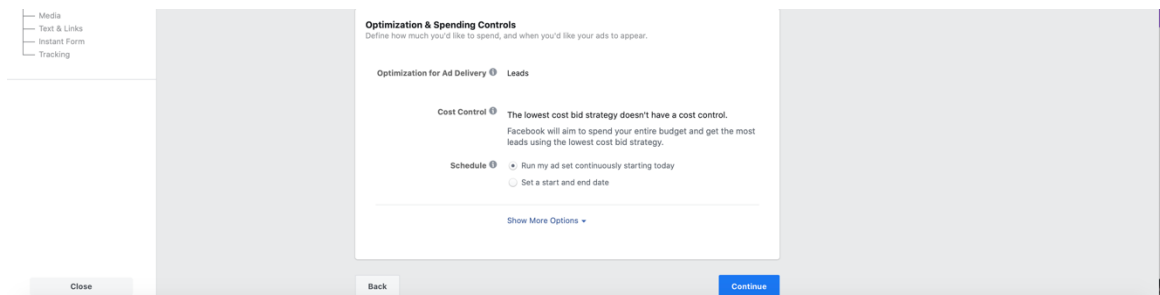 Media
Text & Links
Instant Form
Tracking
Close
Optimization & Spending Controls
Define how much you'd like to spend, and when you'd like your ads to appear.
Optimization for Ad Delivery Leads
Cost Control The lowest cost bid strategy doesn't have a cost control.
Facebook will aim to spend your entire budget and get the most
leads using the lowest cost bid strategy.
Schedule Run my ad set continuously starting today
Set a start and end date
Show More Options
Back Continue